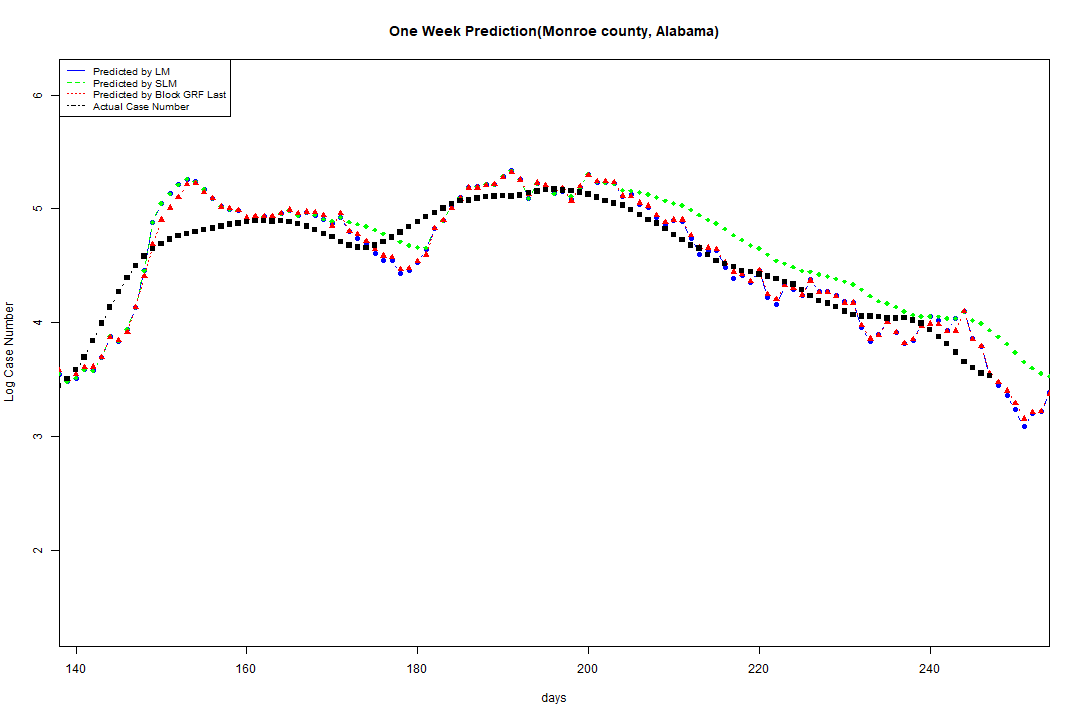 One Week Prediction(Monroe county, Alabama)
Predicted by LM
Predicted by SLM
Predicted by Block GRF Last
Actual Case Number
6
5
4
3
2
Log Case Number
140 160 180 200 220 240
days